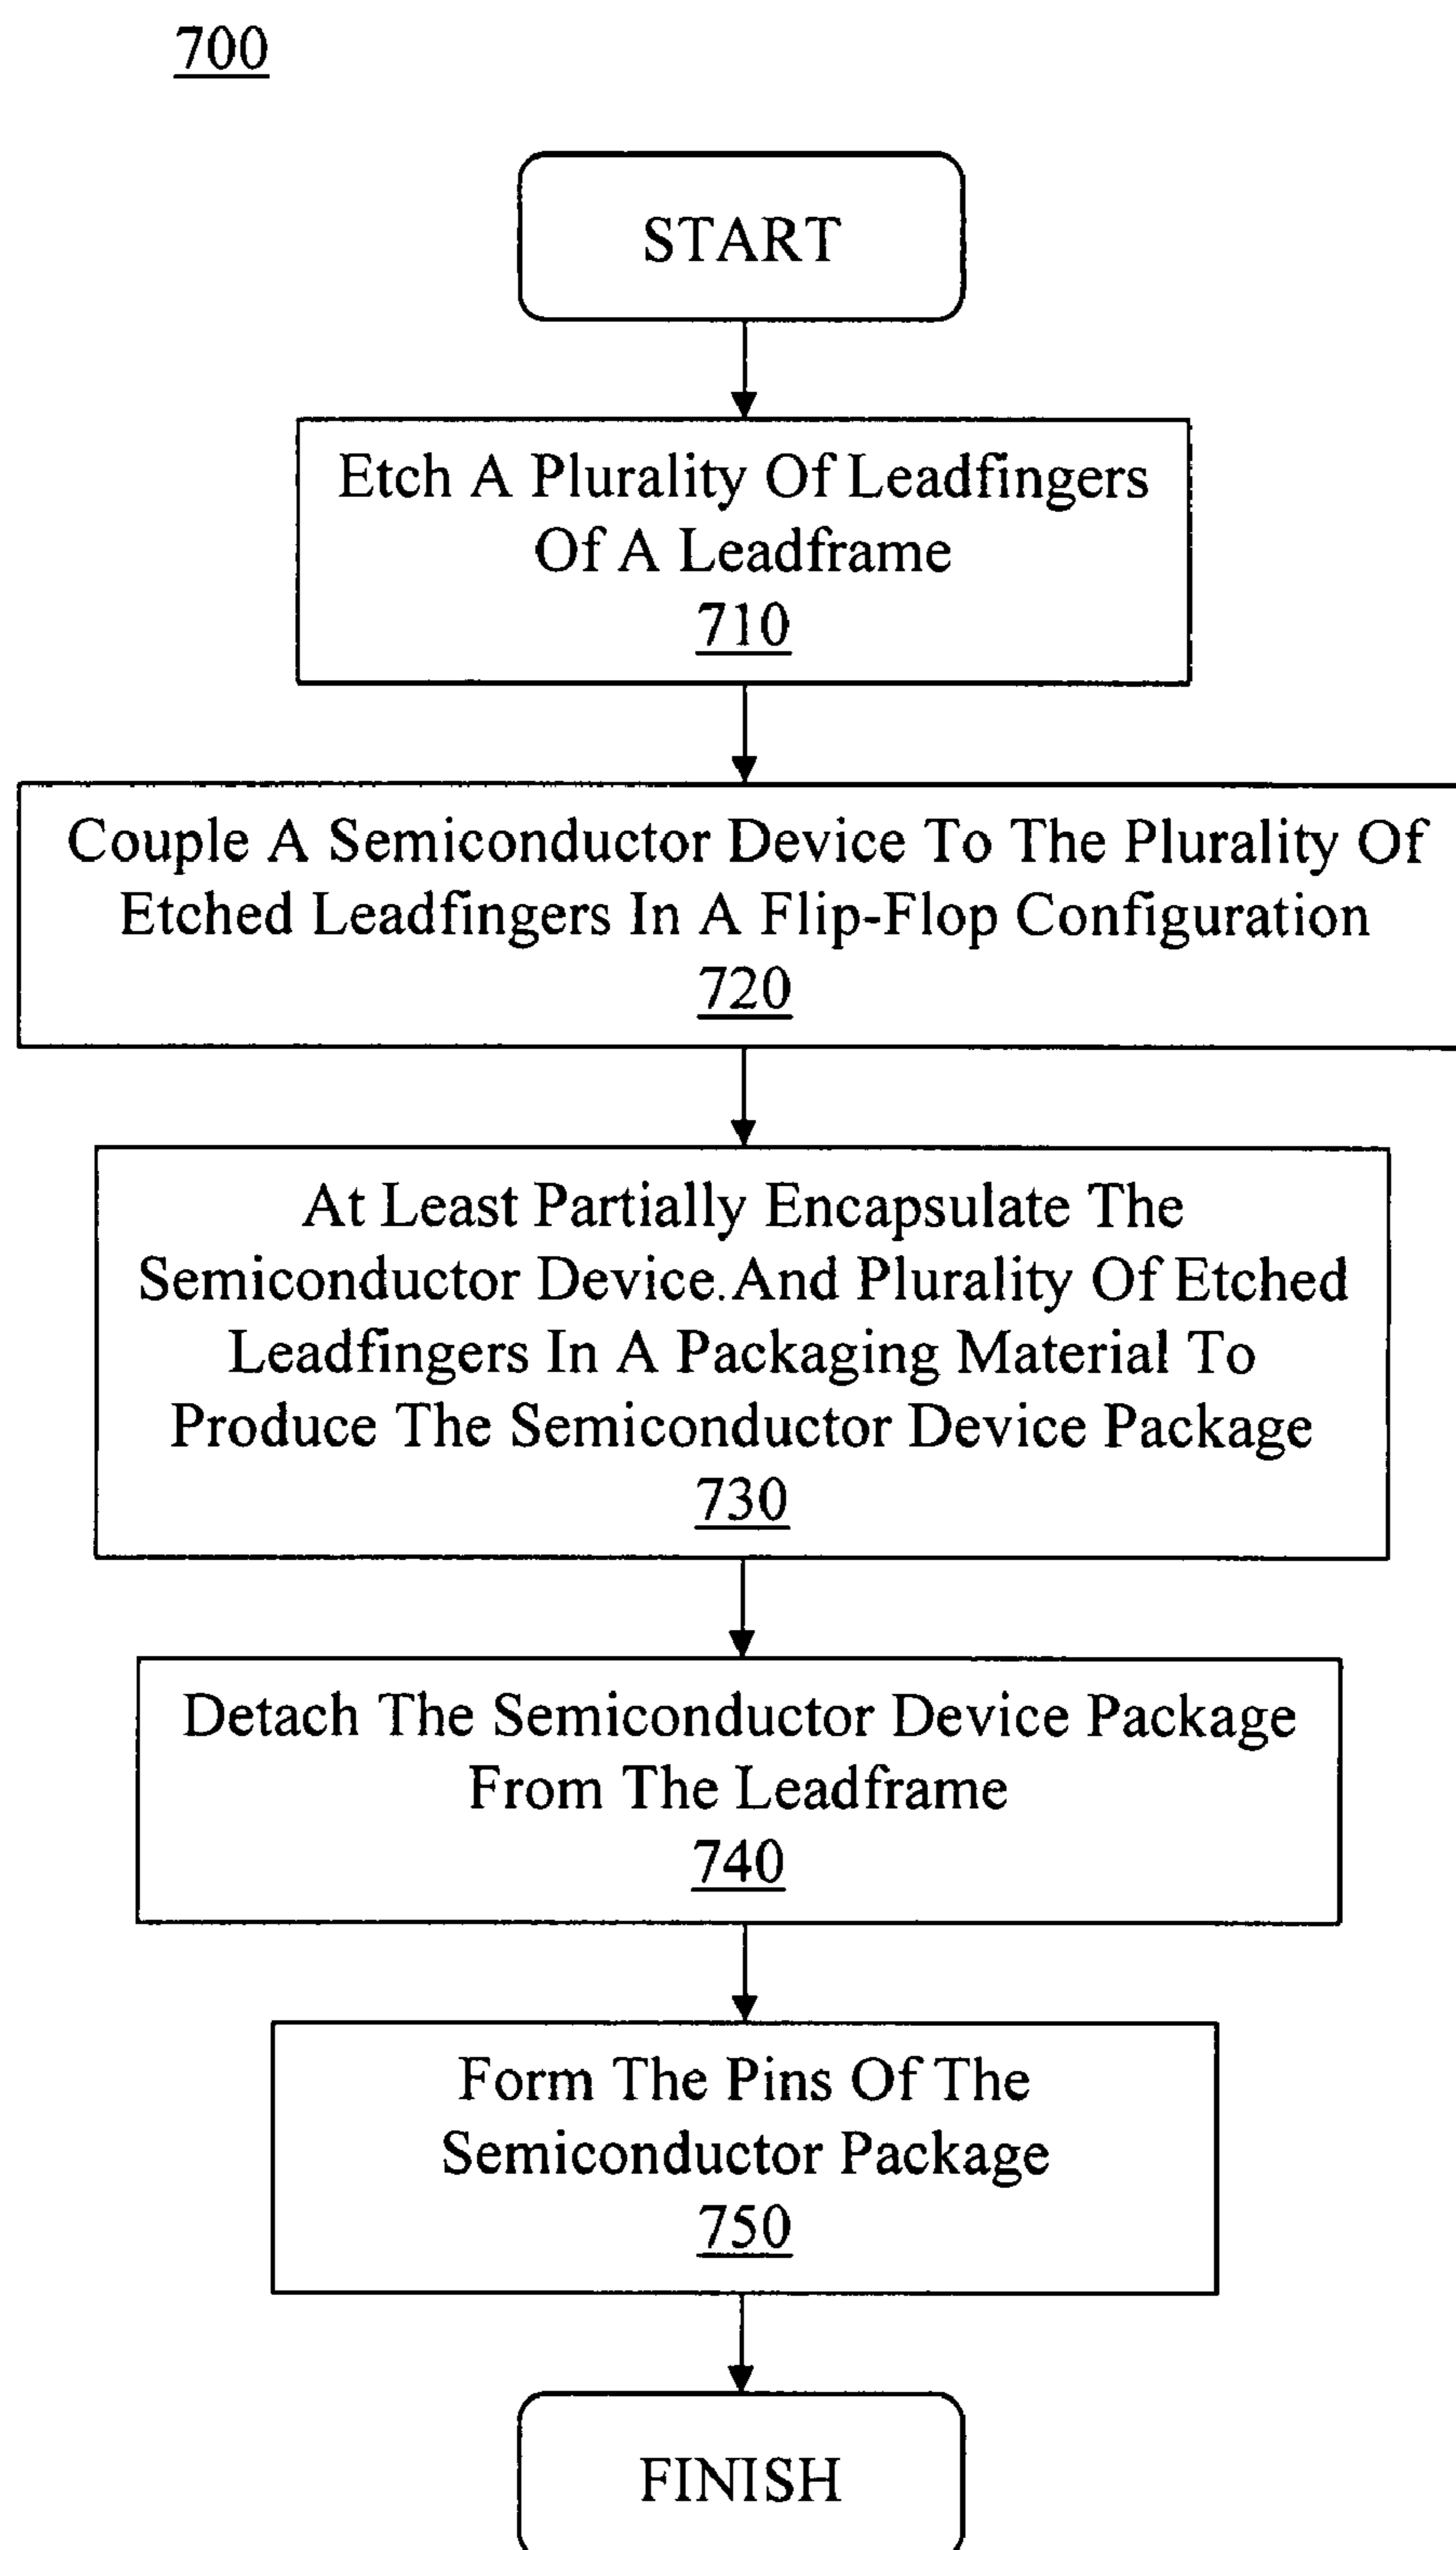 700
START
Etch A Plurality Of Leadfingers
Of A Leadframe
710
Couple A Semiconductor Device To The Plurality Of
Etched Leadfingers In A Flip-Flop Configuration
720
At Least Partially Encapsulate The
Semiconductor Device.And Plurality Of Etched
Leadfingers In A Packaging Material To
Produce The Semiconductor Device Package
730
Detach The Semiconductor Device Package
From The Leadframe
740
Form The Pins Of The
Semiconductor Package
750
FINISH